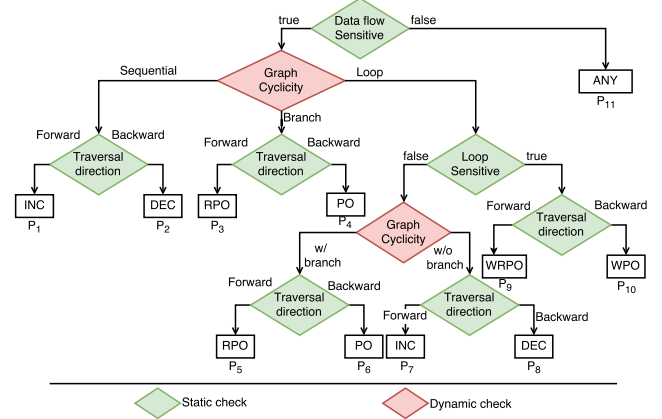 true
Data flow
Sensitive
false
Sequential
Graph
Cyclicity
Loop
ANY
P11
Branch
Forward
Backward
Traversal
direction
Forward
Backward
Traversal
direction
false
Loop
Sensitive
true
INC
P1
DEC
P2
RPO
P3
PO
P4
Graph
Cyclicity
Forward
Backward
Traversal
direction
w/
branch
w/o
branch
WRPO
P9
WPO
P10
Forward
Backward
Traversal
direction
Traversal
direction
Forward
Backward
RPO
P5
PO
P6
INC
P7
DEC
P8
Static check
Dynamic check